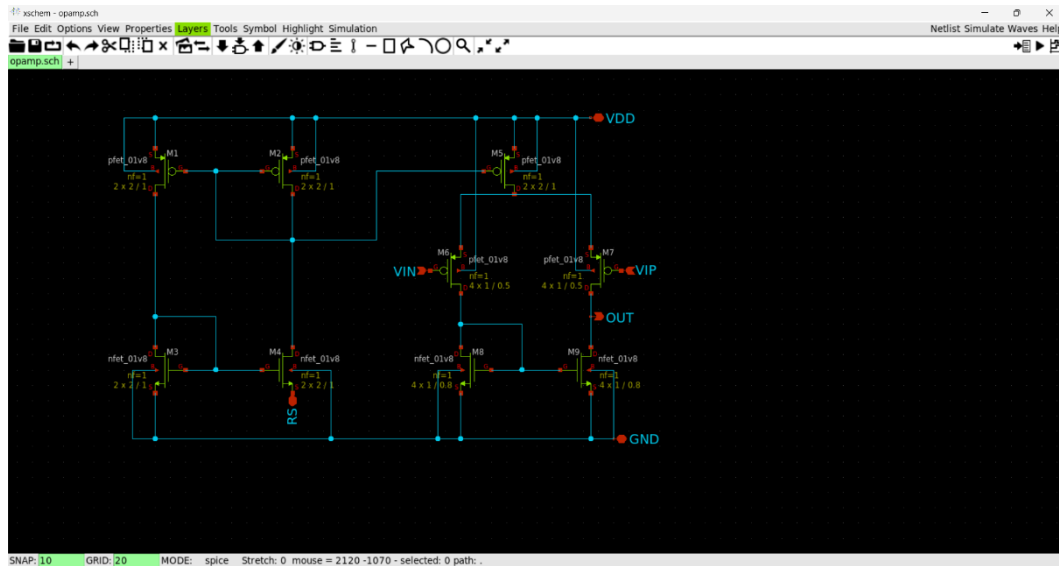 xschem - opamp.sch
File Edit Options View Properties Layers Tools Symbol Highlight Simulation Netlist Simulate Waves Help
opamp.sch +
VDD
M1 M2 M5
pfet_01v8 pfet_01v8 pfet_01v8
nf=1 nf=1 nf=1
2 x 2 / 1 2 x 2 / 1 2 x 2 / 1
M6 M7
pfet_01v8 pfet_01v8
VIN VIP
nf=1 nf=1
4 x 1 / 0.5 4 x 1 / 0.5
OUT
M3 M4 M8 M9
nfet_01v8 nfet_01v8 nfet_01v8 nfet_01v8
nf=1 nf=1 nf=1 nf=1
2 x 2 / 1 2 x 2 / 1 4 x 1 / 0.8 4 x 1 / 0.8
RS
GND
SNAP: 10 GRID: 20 MODE: spice Stretch: 0 mouse = 2120 -1070 - selected: 0 path: .